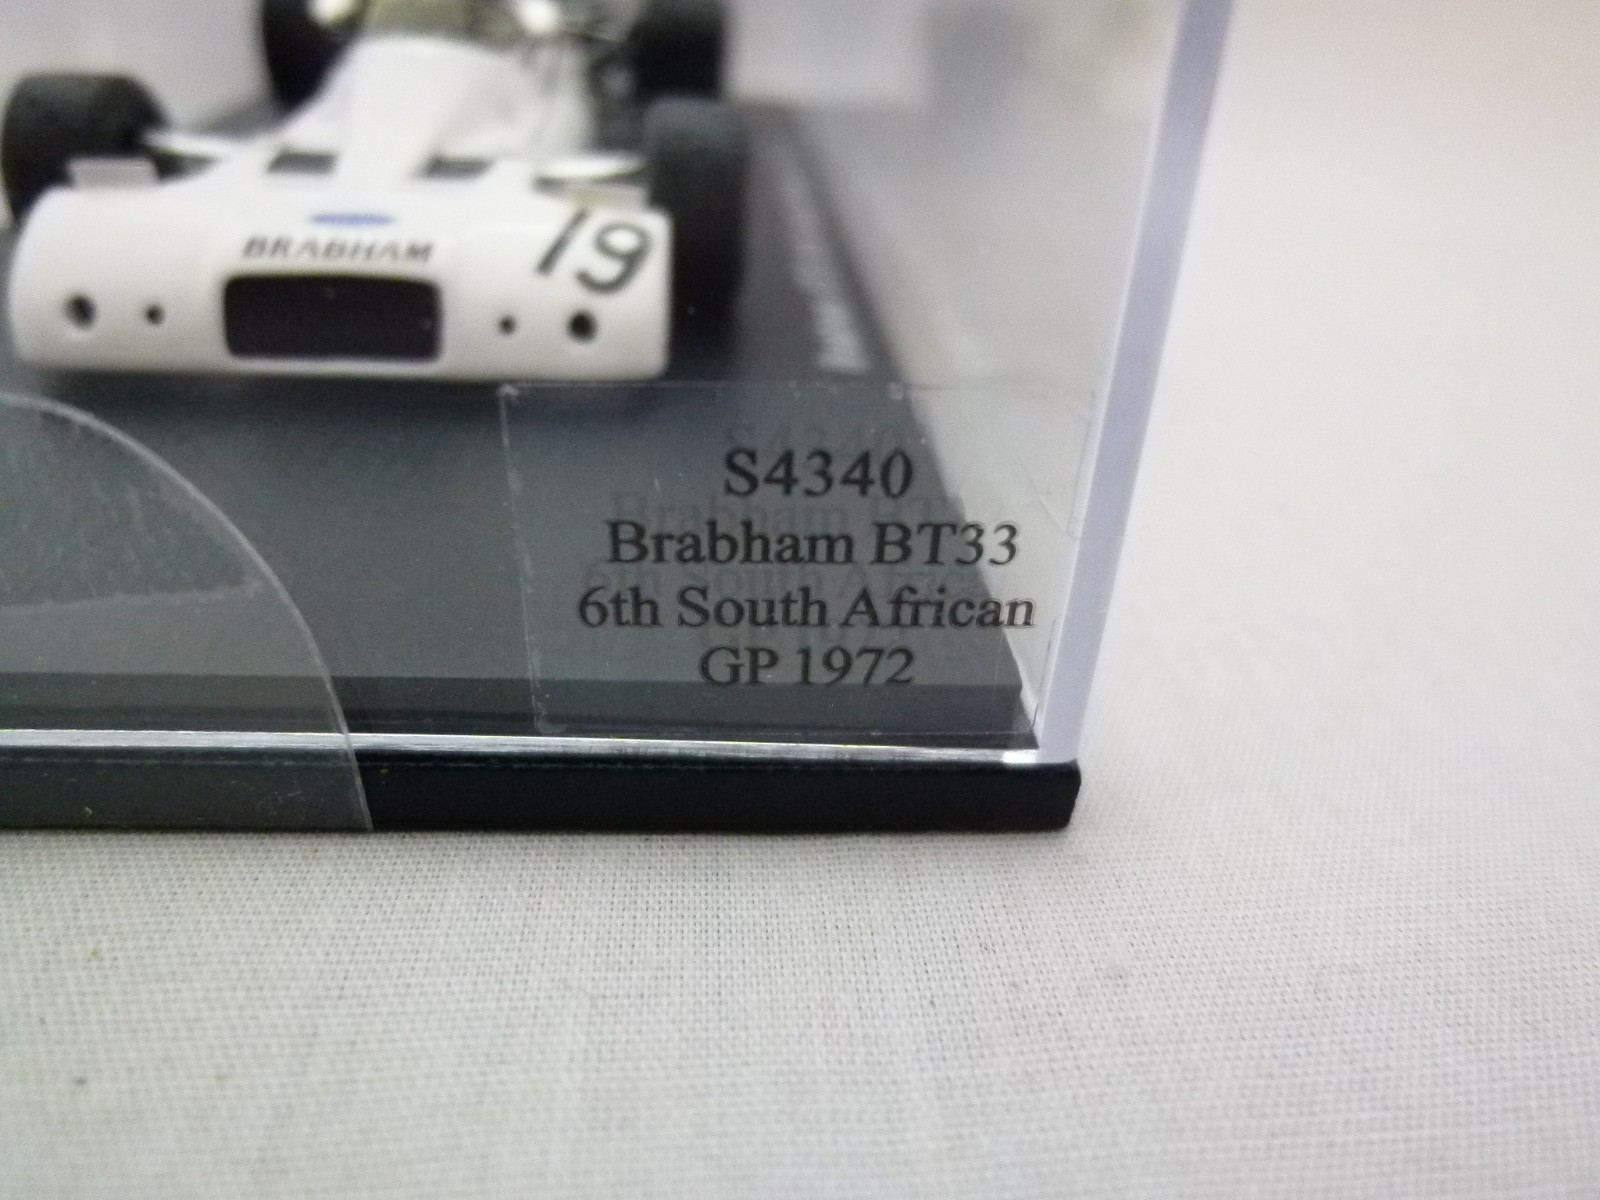 BRABHAM
19
S4340
Brabham BT33
6th South African
GP 1972